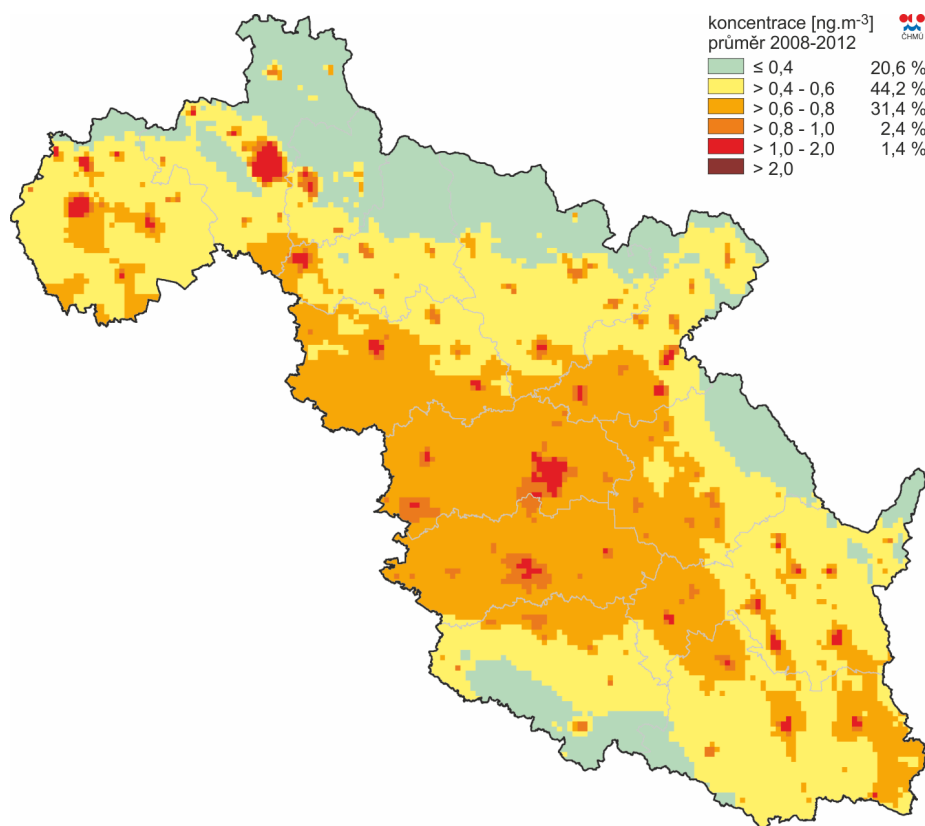 koncentrace [ng.m⁻³]
průměr 2008-2012
ČHMÚ
≤ 0,4 20,6 %
> 0,4 - 0,6 44,2 %
> 0,6 - 0,8 31,4 %
> 0,8 - 1,0 2,4 %
> 1,0 - 2,0 1,4 %
> 2,0